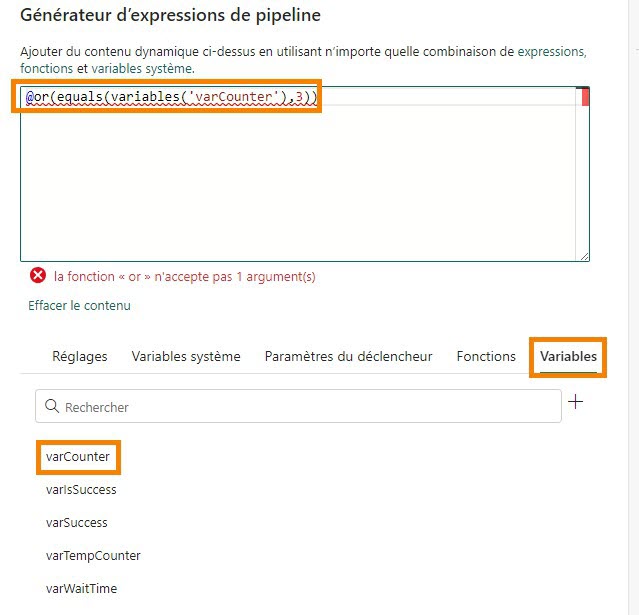 Générateur d’expressions de pipeline
Ajouter du contenu dynamique ci-dessus en utilisant n’importe quelle combinaison de expressions,
fonctions et variables système.
@or(equals(variables('varCounter'),3))
la fonction « or » n'accepte pas 1 argument(s)
Effacer le contenu
Réglages Variables système Paramètres du déclencheur Fonctions Variables
Rechercher
varCounter
varIsSuccess
varSuccess
varTempCounter
varWaitTime